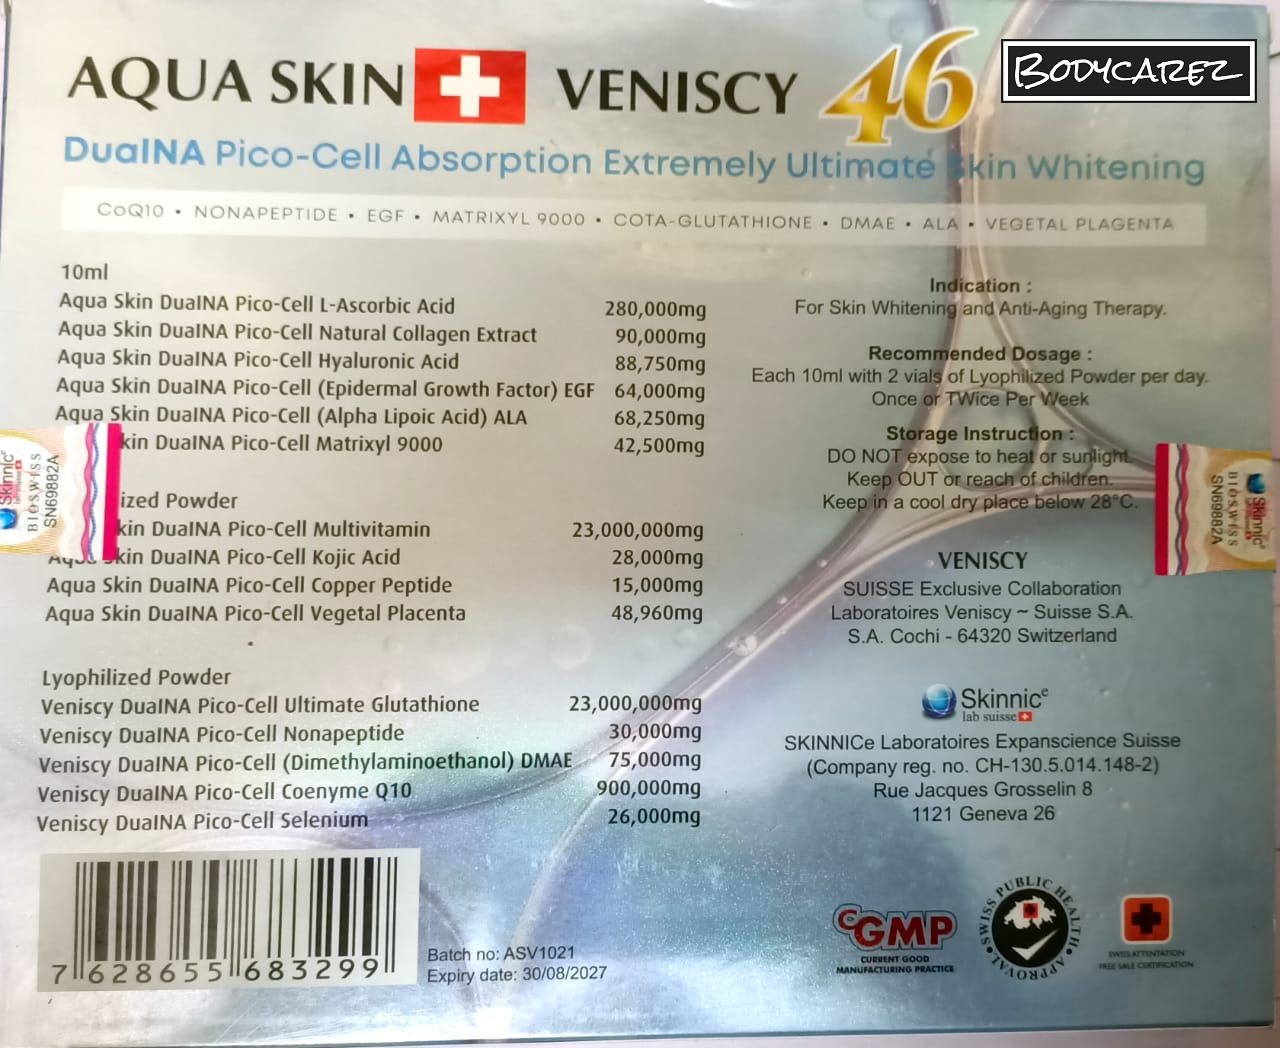 AQUA SKIN VENISCY 46
BODYCAREZ
DualNA Pico-Cell Absorption Extremely Ultimate Skin Whitening
CoQ10 • NONAPEPTIDE • EGF • MATRIXYL 9000 • COTA-GLUTATHIONE • DMAE • ALA • VEGETAL PLAGENTA
10ml
Aqua Skin DualNA Pico-Cell L-Ascorbic Acid 280,000mg
Aqua Skin DualNA Pico-Cell Natural Collagen Extract 90,000mg
Aqua Skin DualNA Pico-Cell Hyaluronic Acid 88,750mg
Aqua Skin DualNA Pico-Cell (Epidermal Growth Factor) EGF 64,000mg
Aqua Skin DualNA Pico-Cell (Alpha Lipoic Acid) ALA 68,250mg
kin DualNA Pico-Cell Matrixyl 9000 42,500mg
ized Powder
kin DualNA Pico-Cell Multivitamin 23,000,000mg
Aqua Skin DualNA Pico-Cell Kojic Acid 28,000mg
Aqua Skin DualNA Pico-Cell Copper Peptide 15,000mg
Aqua Skin DualNA Pico-Cell Vegetal Placenta 48,960mg
Lyophilized Powder
Veniscy DualNA Pico-Cell Ultimate Glutathione 23,000,000mg
Veniscy DualNA Pico-Cell Nonapeptide 30,000mg
Veniscy DualNA Pico-Cell (Dimethylaminoethanol) DMAE 75,000mg
Veniscy DualNA Pico-Cell Coenyme Q10 900,000mg
Veniscy DualNA Pico-Cell Selenium 26,000mg
Indication :
For Skin Whitening and Anti-Aging Therapy.
Recommended Dosage :
Each 10ml with 2 vials of Lyophilized Powder per day.
Once or TWice Per Week
Storage Instruction :
DO NOT expose to heat or sunlight.
Keep OUT or reach of children.
Keep in a cool dry place below 28°C.
VENISCY
SUISSE Exclusive Collaboration
Laboratoires Veniscy ~ Suisse S.A.
S.A. Cochi - 64320 Switzerland
Skinnicᵉ
lab suisse
SKINNICe Laboratoires Expanscience Suisse
(Company reg. no. CH-130.5.014.148-2)
Rue Jacques Grosselin 8
1121 Geneva 26
Skinnicᵉ
BIOSWISS
SN69882A
Skinnicᵉ
BIOSWISS
SN69882A
7 628655 683299
Batch no: ASV1021
Expiry date: 30/08/2027
cGMP
CURRENT GOOD
MANUFACTURING PRACTICE
SWISS PUBLIC HEALTH
• APPROVAL •
SWISS ATTENTATION
FREE SALE CERTIFICATION